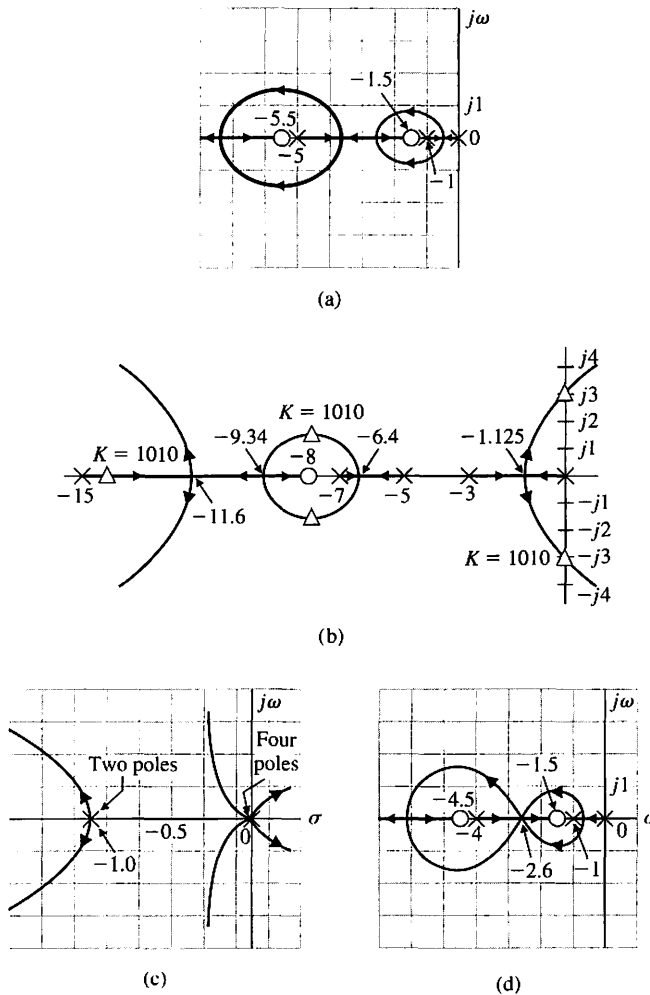 jω
−1.5
j1
−5.5
−5
0
−1
(a)
j4
j3
j2
j1
K = 1010
−9.34
−6.4
−1.125
K = 1010
−8
−15
−11.6
−7
−5
−3
−j1
−j2
K = 1010
−j3
−j4
(b)
jω
Four
poles
Two poles
σ
−0.5
0
−1.0
(c)
jω
−1.5
j1
−4.5
−4
0
−2.6
−1
(d)